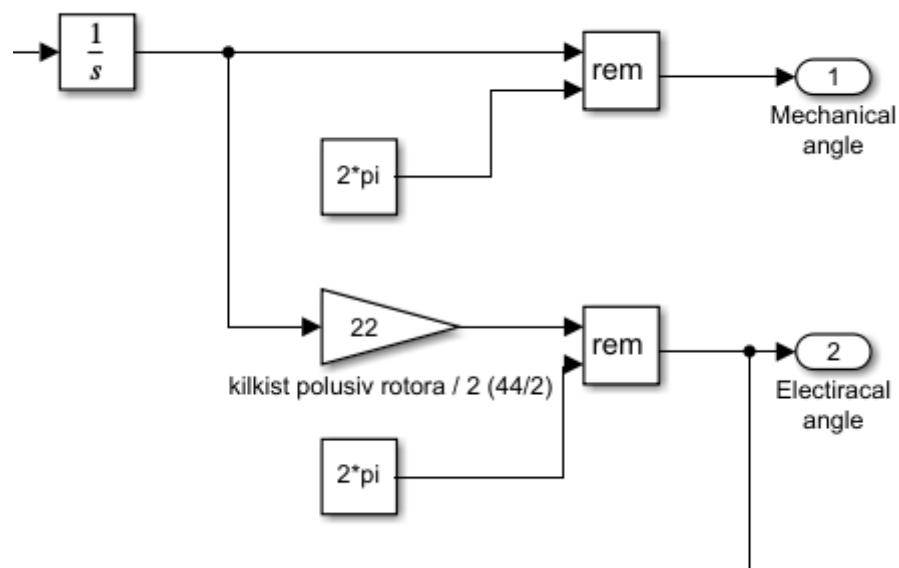 1
s
rem
1
Mechanical
angle
2*pi
22
rem
2
kilkist polusiv rotora / 2 (44/2)
Electiracal
angle
2*pi